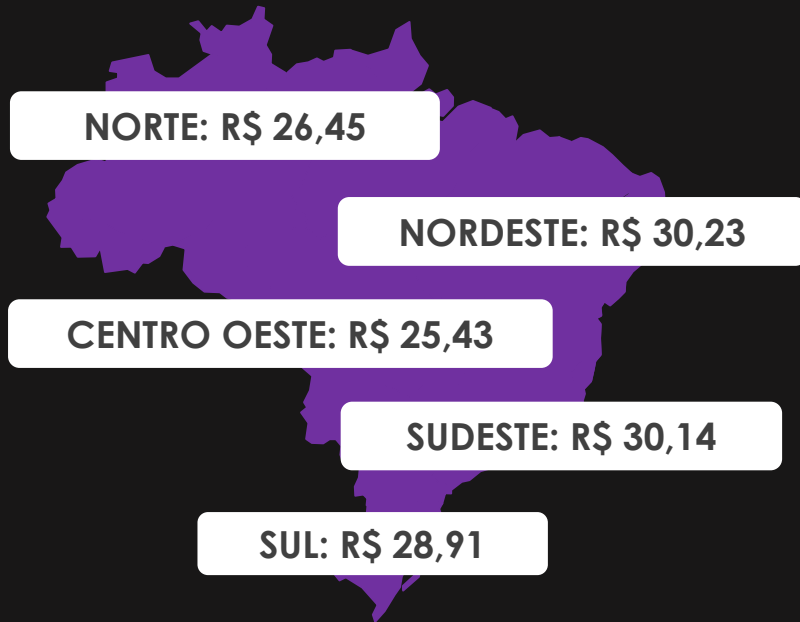 NORTE: R$ 26,45
NORDESTE: R$ 30,23
CENTRO OESTE: R$ 25,43
SUDESTE: R$ 30,14
SUL: R$ 28,91